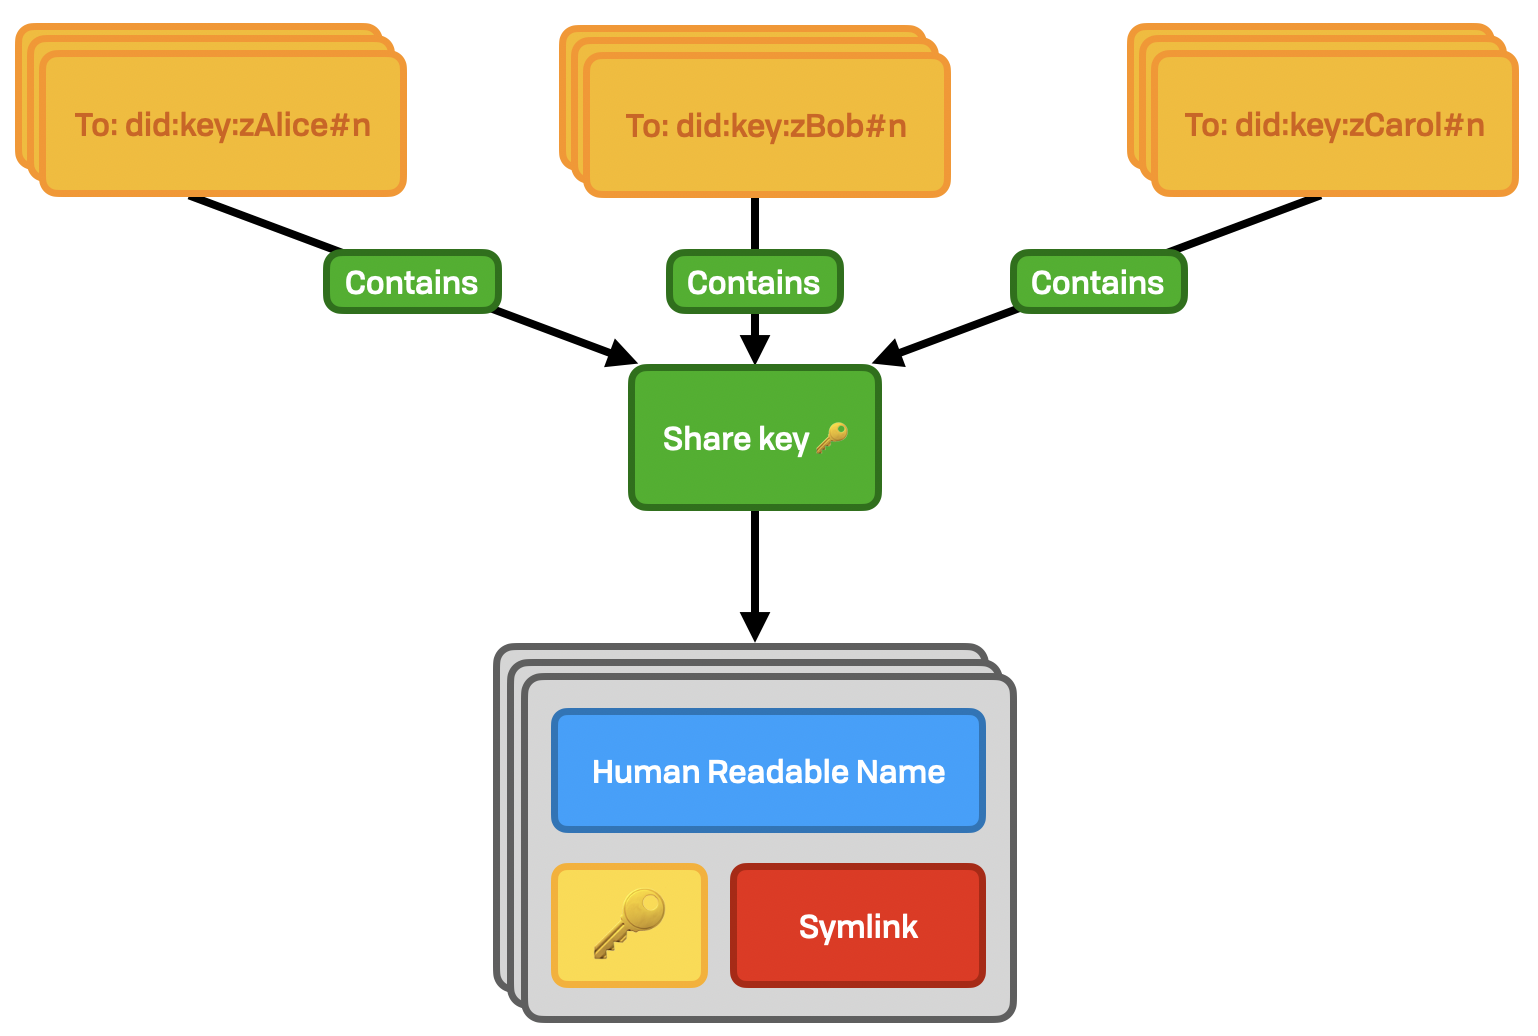 To: did:key:zAlice#n
To: did:key:zBob#n
To: did:key:zCarol#n
Contains
Contains
Contains
Share key
Human Readable Name
Symlink